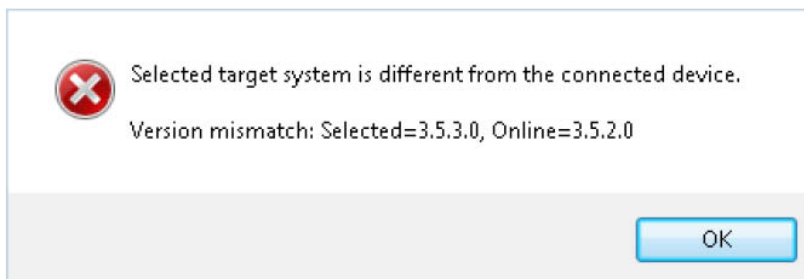 Selected target system is different from the connected device.
Version mismatch: Selected=3.5.3.0, Online=3.5.2.0
OK